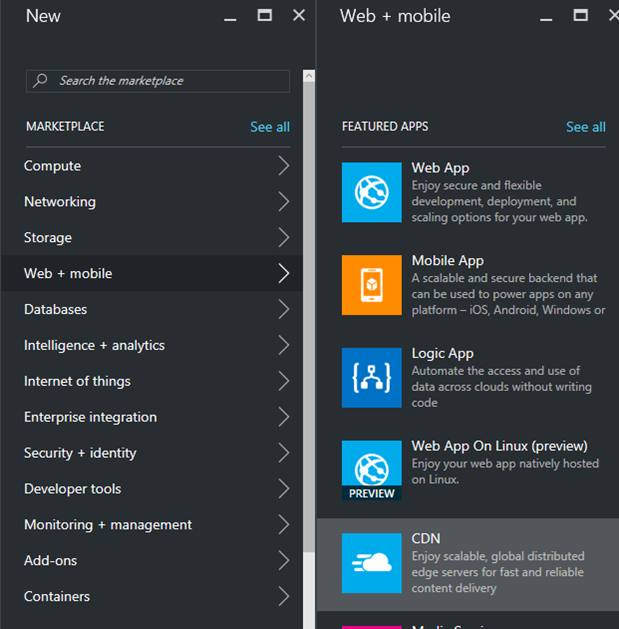 New
Search the marketplace
MARKETPLACE
See all
Compute
Networking
Storage
Web + mobile
Databases
Intelligence + analytics
Internet of things
Enterprise integration
Security + identity
Developer tools
Monitoring + management
Add-ons
Containers
Web + mobile
FEATURED APPS
See all
Web App
Enjoy secure and flexible
development, deployment, and
scaling options for your web app.
Mobile App
A scalable and secure backend that
can be used to power apps on any
platform – iOS, Android, Windows or
Logic App
Automate the access and use of
data across clouds without writing
code
Web App On Linux (preview)
Enjoy your web app natively hosted
on Linux.
PREVIEW
CDN
Enjoy scalable, global distributed
edge servers for fast and reliable
content delivery